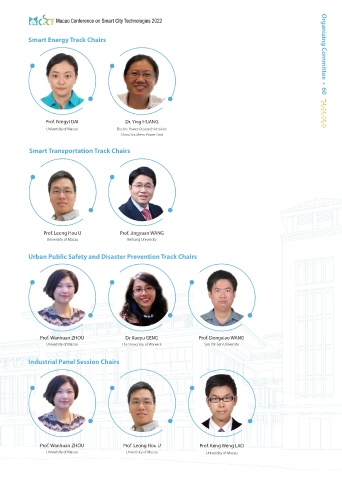 Macao Conference on Smart City Technologies 2022
Organizing Committee • 60
Smart Energy Track Chairs
Prof. Ningyi DAI
University of Macau
Dr. Ying HUANG
Electric Power Research Institute
China Southern Power Grid
Smart Transportation Track Chairs
Prof. Leong Hou U
University of Macau
Prof. Jingyuan WANG
Beihang University
Urban Public Safety and Disaster Prevention Track Chairs
Prof. Wanhuan ZHOU
University of Macau
Dr. Xueyu GENG
The University of Warwick
Prof. Dongxiao WANG
Sun Yat-Sen University
Industrial Panel Session Chairs
Prof. Wanhuan ZHOU
University of Macau
Prof. Leong Hou U
University of Macau
Prof. Keng Weng LAO
University of Macau